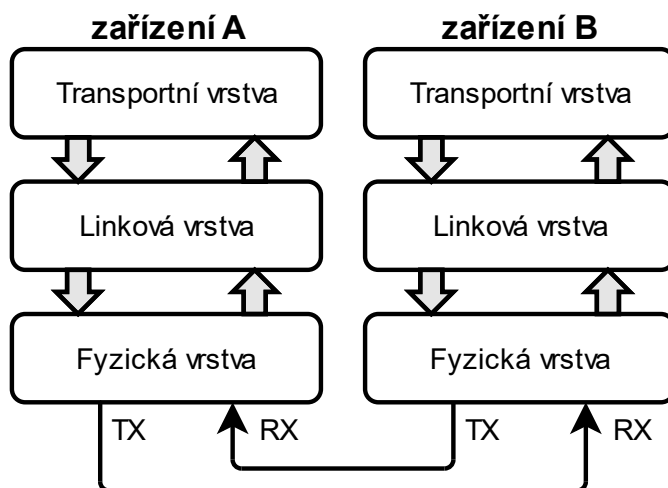 zařízení A
zařízení B
Transportní vrstva
Transportní vrstva
Linková vrstva
Linková vrstva
Fyzická vrstva
Fyzická vrstva
TX
RX
TX
RX